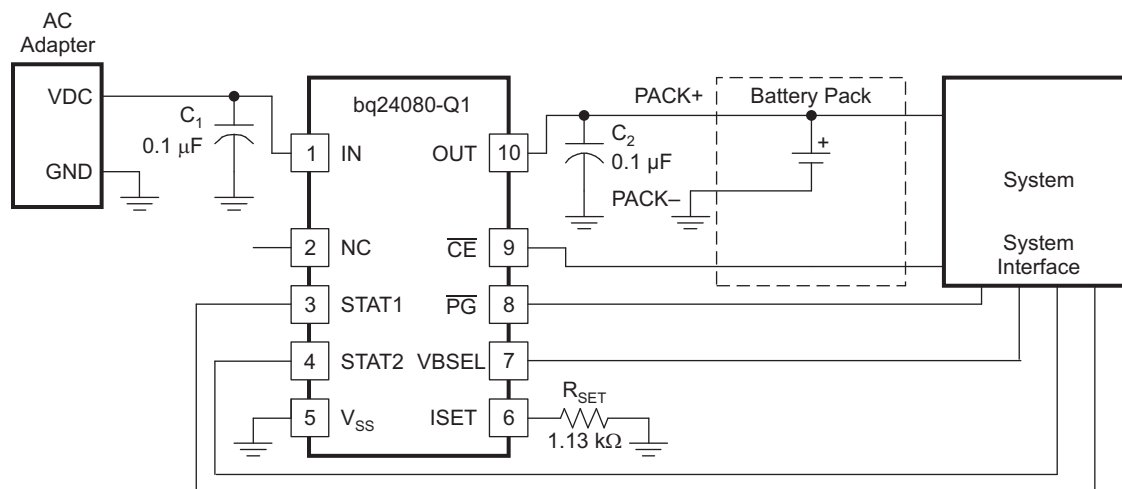 AC
Adapter
VDC
GND
C1
0.1 μF
bq24080-Q1
1 IN
OUT 10
2 NC
CE 9
3 STAT1
PG 8
4 STAT2
VBSEL 7
5 VSS
ISET 6
PACK+
C2
0.1 µF
PACK–
Battery Pack
+
System
System
Interface
RSET
1.13 kΩ